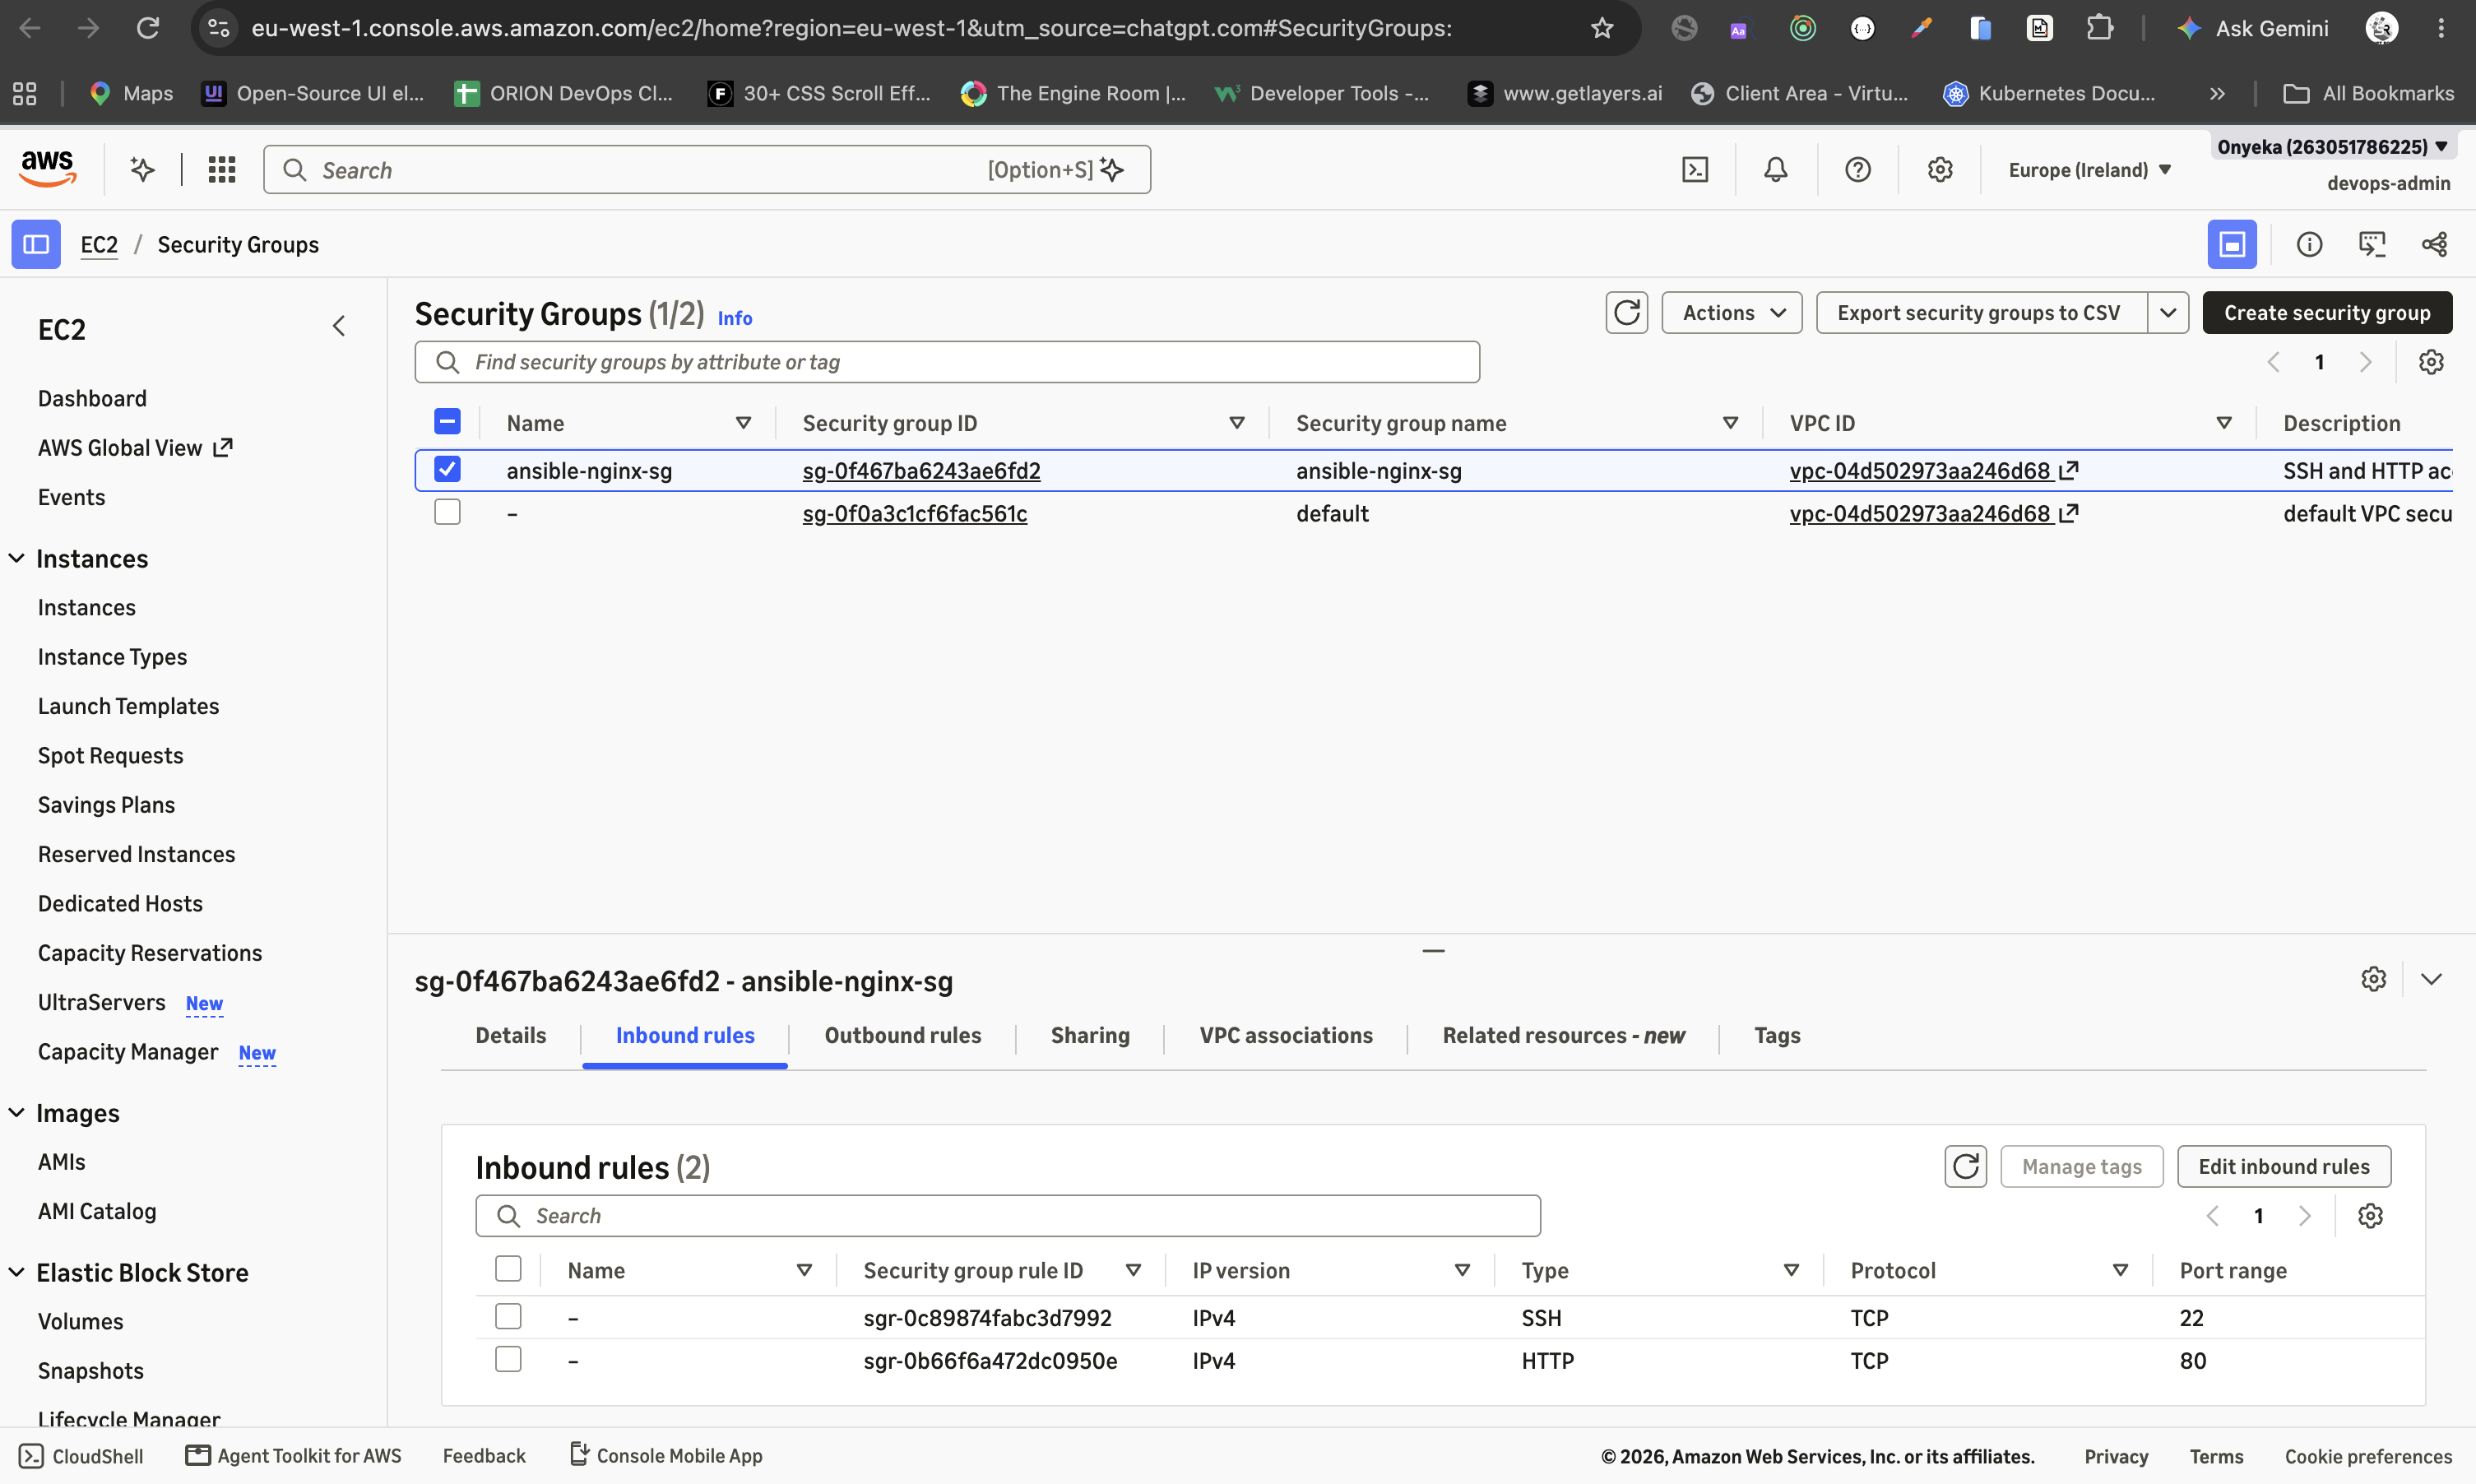 eu-west-1.console.aws.amazon.com/ec2/home?region=eu-west-1&utm_source=chatgpt.com#SecurityGroups:
Ask Gemini
Maps
Open-Source UI el...
ORION DevOps Cl...
30+ CSS Scroll Eff...
The Engine Room |...
Developer Tools -...
www.getlayers.ai
Client Area - Virtu...
Kubernetes Docu...
All Bookmarks
aws
Search
[Option+S]
Europe (Ireland)
Onyeka (263051786225)
devops-admin
EC2 / Security Groups
EC2
Dashboard
AWS Global View
Events
Instances
Instances
Instance Types
Launch Templates
Spot Requests
Savings Plans
Reserved Instances
Dedicated Hosts
Capacity Reservations
UltraServers New
Capacity Manager New
Images
AMIs
AMI Catalog
Elastic Block Store
Volumes
Snapshots
Lifecycle Manager
Security Groups (1/2) Info
Actions
Export security groups to CSV
Create security group
Find security groups by attribute or tag
1
Name Security group ID Security group name VPC ID Description
ansible-nginx-sg sg-0f467ba6243ae6fd2 ansible-nginx-sg vpc-04d502973aa246d68 SSH and HTTP ac
– sg-0f0a3c1cf6fac561c default vpc-04d502973aa246d68 default VPC secu
sg-0f467ba6243ae6fd2 - ansible-nginx-sg
Details Inbound rules Outbound rules Sharing VPC associations Related resources - new Tags
Inbound rules (2)
Manage tags
Edit inbound rules
Search
1
Name Security group rule ID IP version Type Protocol Port range
– sgr-0c89874fabc3d7992 IPv4 SSH TCP 22
– sgr-0b66f6a472dc0950e IPv4 HTTP TCP 80
CloudShell Agent Toolkit for AWS Feedback Console Mobile App © 2026, Amazon Web Services, Inc. or its affiliates. Privacy Terms Cookie preferences